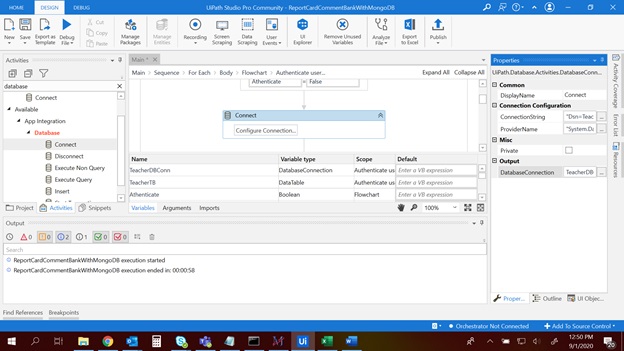 UiPath Studio Pro Community - ReportCardCommentBankWithMongoDB
HOME
DESIGN
DEBUG
New
Save
Export as Template
Debug File
Cut
Copy
Paste
Manage Packages
Manage Entities
Recording
Screen Scraping
Data Scraping
User Events
UI Explorer
Remove Unused Variables
Analyze File
Export to Excel
Publish
Activities
database
Connect
Available
App Integration
Database
Connect
Disconnect
Execute Non Query
Execute Query
Insert
Project
Activities
Snippets
Main *
Main
Sequence
For Each
Body
Flowchart
Authenticate user...
Expand All
Collapse All
Athenticate = False
Connect
Configure Connection...
Name Variable type Scope Default
TeacherDBConn DatabaseConnection Authenticate us Enter a VB expression
TeacherTB DataTable Authenticate us Enter a VB expression
Athenticate Boolean Flowchart Enter a VB expression
Variables Arguments Imports
100%
Properties
UiPath.Database.Activities.DatabaseConn...
Common
DisplayName Connect
Connection Configuration
ConnectionString "Dsn=Teac
ProviderName "System.Da
Misc
Private
Output
DatabaseConnection TeacherDB
Proper...
Outline
UI Objec...
Activity Coverage
Error List
Resources
Output
0
0
2
1
0
0
Search
ReportCardCommentBankWithMongoDB execution started
ReportCardCommentBankWithMongoDB execution ended in: 00:00:58
Find References
Breakpoints
Orchestrator Not Connected
Add To Source Control
Ui
12:50 PM
9/1/2020